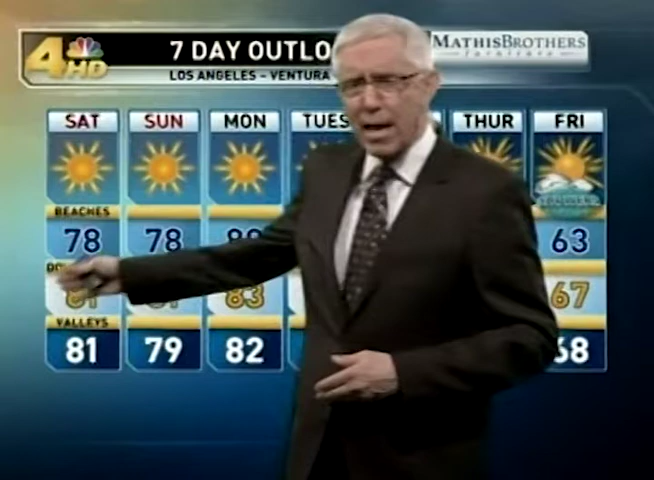 4 HD
7 DAY OUTLO
MATHIS BROTHERS
furniture
LOS ANGELES - VENTURA
SAT SUN MON TUES THUR FRI
BEACHES
78 78 63
81 83 67
VALLEYS
81 79 82 68